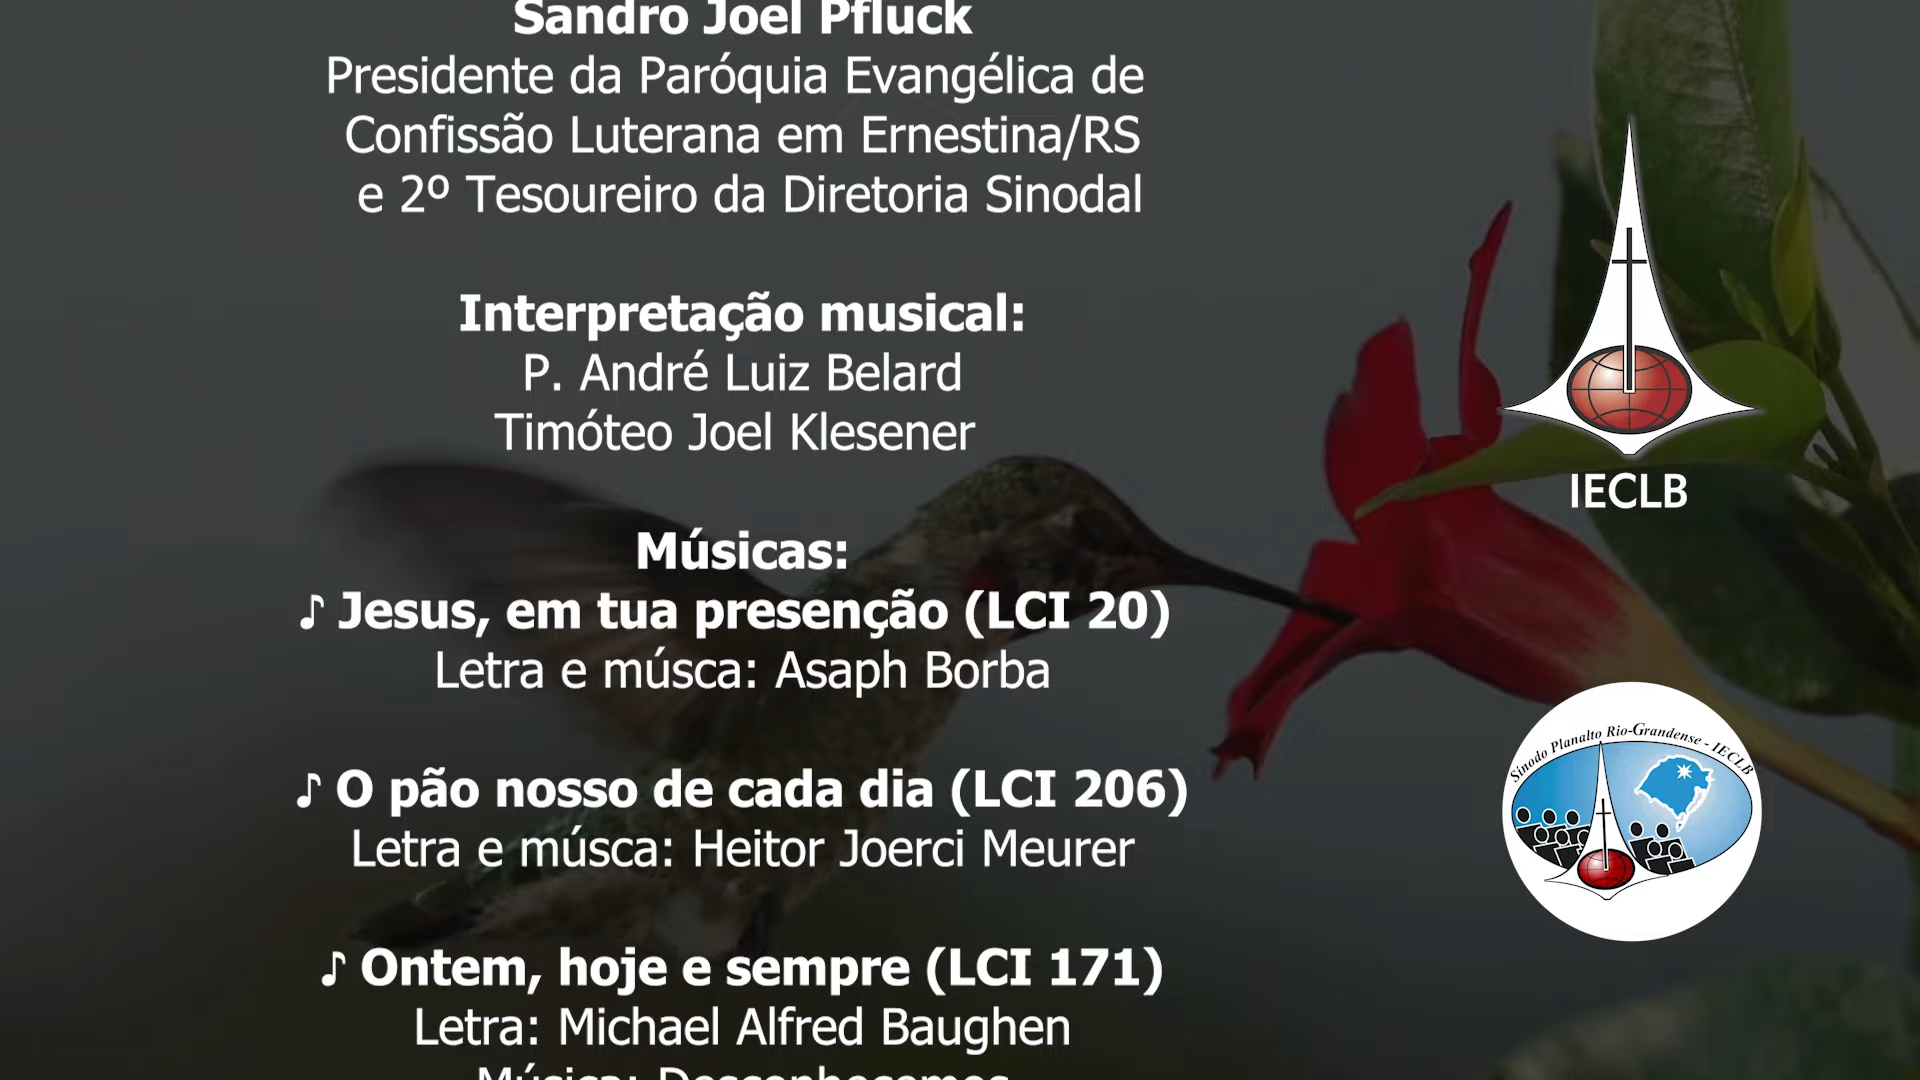 Sandro Joel Pfluck
Presidente da Paróquia Evangélica de
Confissão Luterana em Ernestina/RS
e 2º Tesoureiro da Diretoria Sinodal
Interpretação musical:
P. André Luiz Belard
Timóteo Joel Klesener
Músicas:
♪ Jesus, em tua presenção (LCI 20)
Letra e músca: Asaph Borba
♪ O pão nosso de cada dia (LCI 206)
Letra e músca: Heitor Joerci Meurer
♪ Ontem, hoje e sempre (LCI 171)
Letra: Michael Alfred Baughen
Música: Desconhecemos
IECLB
Sínodo Planalto Rio-Grandense - IECLB